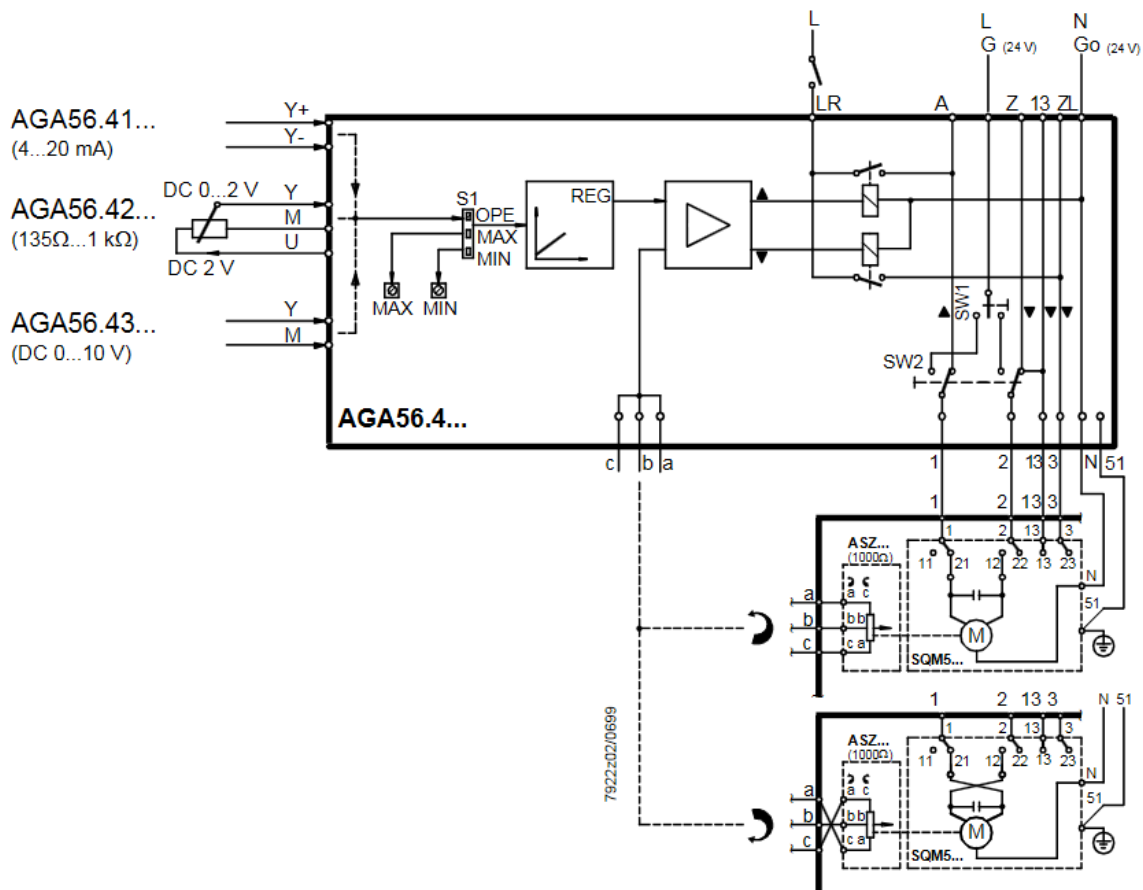 L
L
G (24 V)
N
Go (24 V)
LR
A
Z
13
ZL
AGA56.41...
(4...20 mA)
Y+
Y-
DC 0...2 V
AGA56.42...
(135Ω...1 kΩ)
Y
M
U
DC 2 V
AGA56.43...
(DC 0...10 V)
Y
M
S1
OPE
MAX
MIN
MAX
MIN
REG
SW1
SW2
AGA56.4...
c
b
a
1
2
13
3
N
51
1
2
13
3
ASZ...
(1000Ω)
a c
a
b
c
b b
c a
1
2
13
3
11
21
12
22
13
23
N
51
M
SQM5...
7922z02/0699
1
2
13
3
N
51
ASZ...
(1000Ω)
a c
a
b
c
b b
c a
1
2
13
3
11
21
12
22
13
23
N
51
M
SQM5...